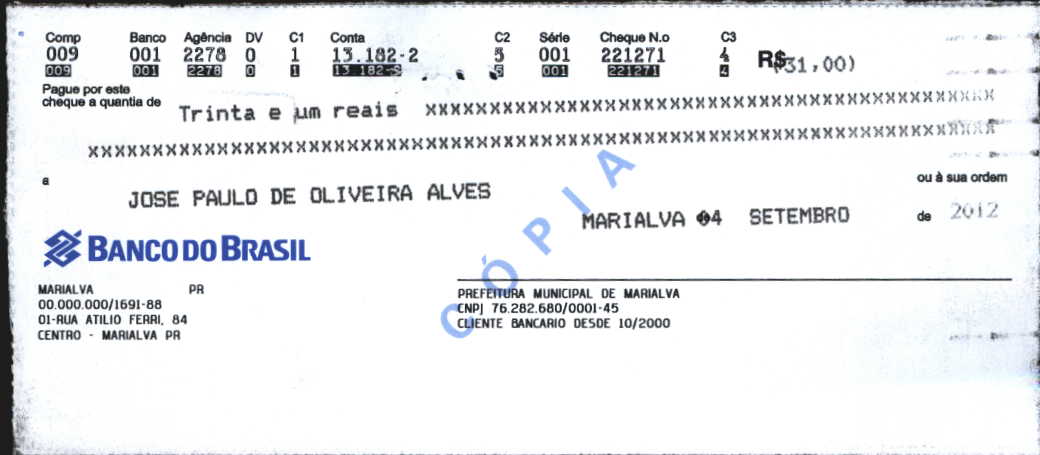 Comp Banco Agência DV C1 Conta C2 Série Cheque N.o C3
009 001 2278 0 1 13.182-2 5 001 221271 4 R$ (31,00)
009 001 2278 0 1 13.182-2 5 001 221271 4
Pague por este
cheque a quantia de Trinta e um reais xxxxxxxxxxxxxxxxxxxxxxxxxxxxxxxxxxxxxxxxxxxxxxxxxxxx
xxxxxxxxxxxxxxxxxxxxxxxxxxxxxxxxxxxxxxxxxxxxxxxxxxxxxxxxxxxxxxxxxxxxxxxxxxxxxxxxxx
a JOSE PAULO DE OLIVEIRA ALVES ou à sua ordem
MARIALVA 04 SETEMBRO de 2012
CÓPIA
BANCO DO BRASIL
MARIALVA PR
00.000.000/1691-88
01-RUA ATILIO FERRI, 84
CENTRO - MARIALVA PR
PREFEITURA MUNICIPAL DE MARIALVA
CNPJ 76.282.680/0001-45
CLIENTE BANCARIO DESDE 10/2000